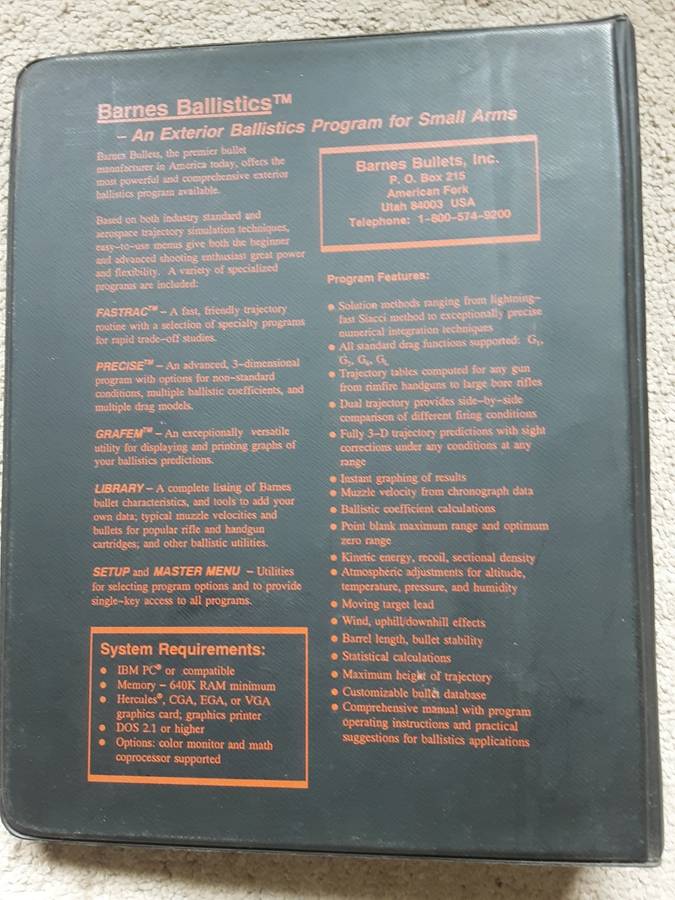 Barnes Ballistics™
– An Exterior Ballistics Program for Small Arms
Barnes Bullets, the premier bullet
manufacturer in America today, offers the
most powerful and comprehensive exterior
ballistics program available.
Based on both industry standard and
aerospace trajectory simulation techniques,
easy-to-use menus give both the beginner
and advanced shooting enthusiast great power
and flexibility. A variety of specialized
programs are included:
FASTRAC™ – A fast, friendly trajectory
routine with a selection of specialty programs
for rapid trade-off studies.
PRECISE™ – An advanced, 3-dimensional
program with options for non-standard
conditions, multiple ballistic coefficients, and
multiple drag models.
GRAFEM™ – An exceptionally versatile
utility for displaying and printing graphs of
your ballistics predictions.
LIBRARY – A complete listing of Barnes
bullet characteristics, and tools to add your
own data; typical muzzle velocities and
bullets for popular rifle and handgun
cartridges; and other ballistic utilities.
SETUP and MASTER MENU – Utilities
for selecting program options and to provide
single-key access to all programs.
System Requirements:
● IBM PC® or compatible
● Memory – 640K RAM minimum
● Hercules®, CGA, EGA, or VGA
graphics card; graphics printer
● DOS 2.1 or higher
● Options: color monitor and math
coprocessor supported
Barnes Bullets, Inc.
P. O. Box 215
American Fork
Utah 84003 USA
Telephone: 1-800-574-9200
Program Features:
● Solution methods ranging from lightning-
fast Siacci method to exceptionally precise
numerical integration techniques
● All standard drag functions supported: G₁,
● Trajectory tables computed for any gun
from rimfire handguns to large bore rifles
● Dual trajectory provides side-by-side
comparison of different firing conditions
● Fully 3-D trajectory predictions with sight
corrections under any conditions at any
range
● Instant graphing of results
● Muzzle velocity from chronograph data
● Ballistic coefficient calculations
● Point blank maximum range and optimum
zero range
● Kinetic energy, recoil, sectional density
● Atmospheric adjustments for altitude,
temperature, pressure, and humidity
● Moving target lead
● Wind, uphill/downhill effects
● Barrel length, bullet stability
● Statistical calculations
● Maximum height of trajectory
● Customizable bullet database
● Comprehensive manual with program
operating instructions and practical
suggestions for ballistics applications